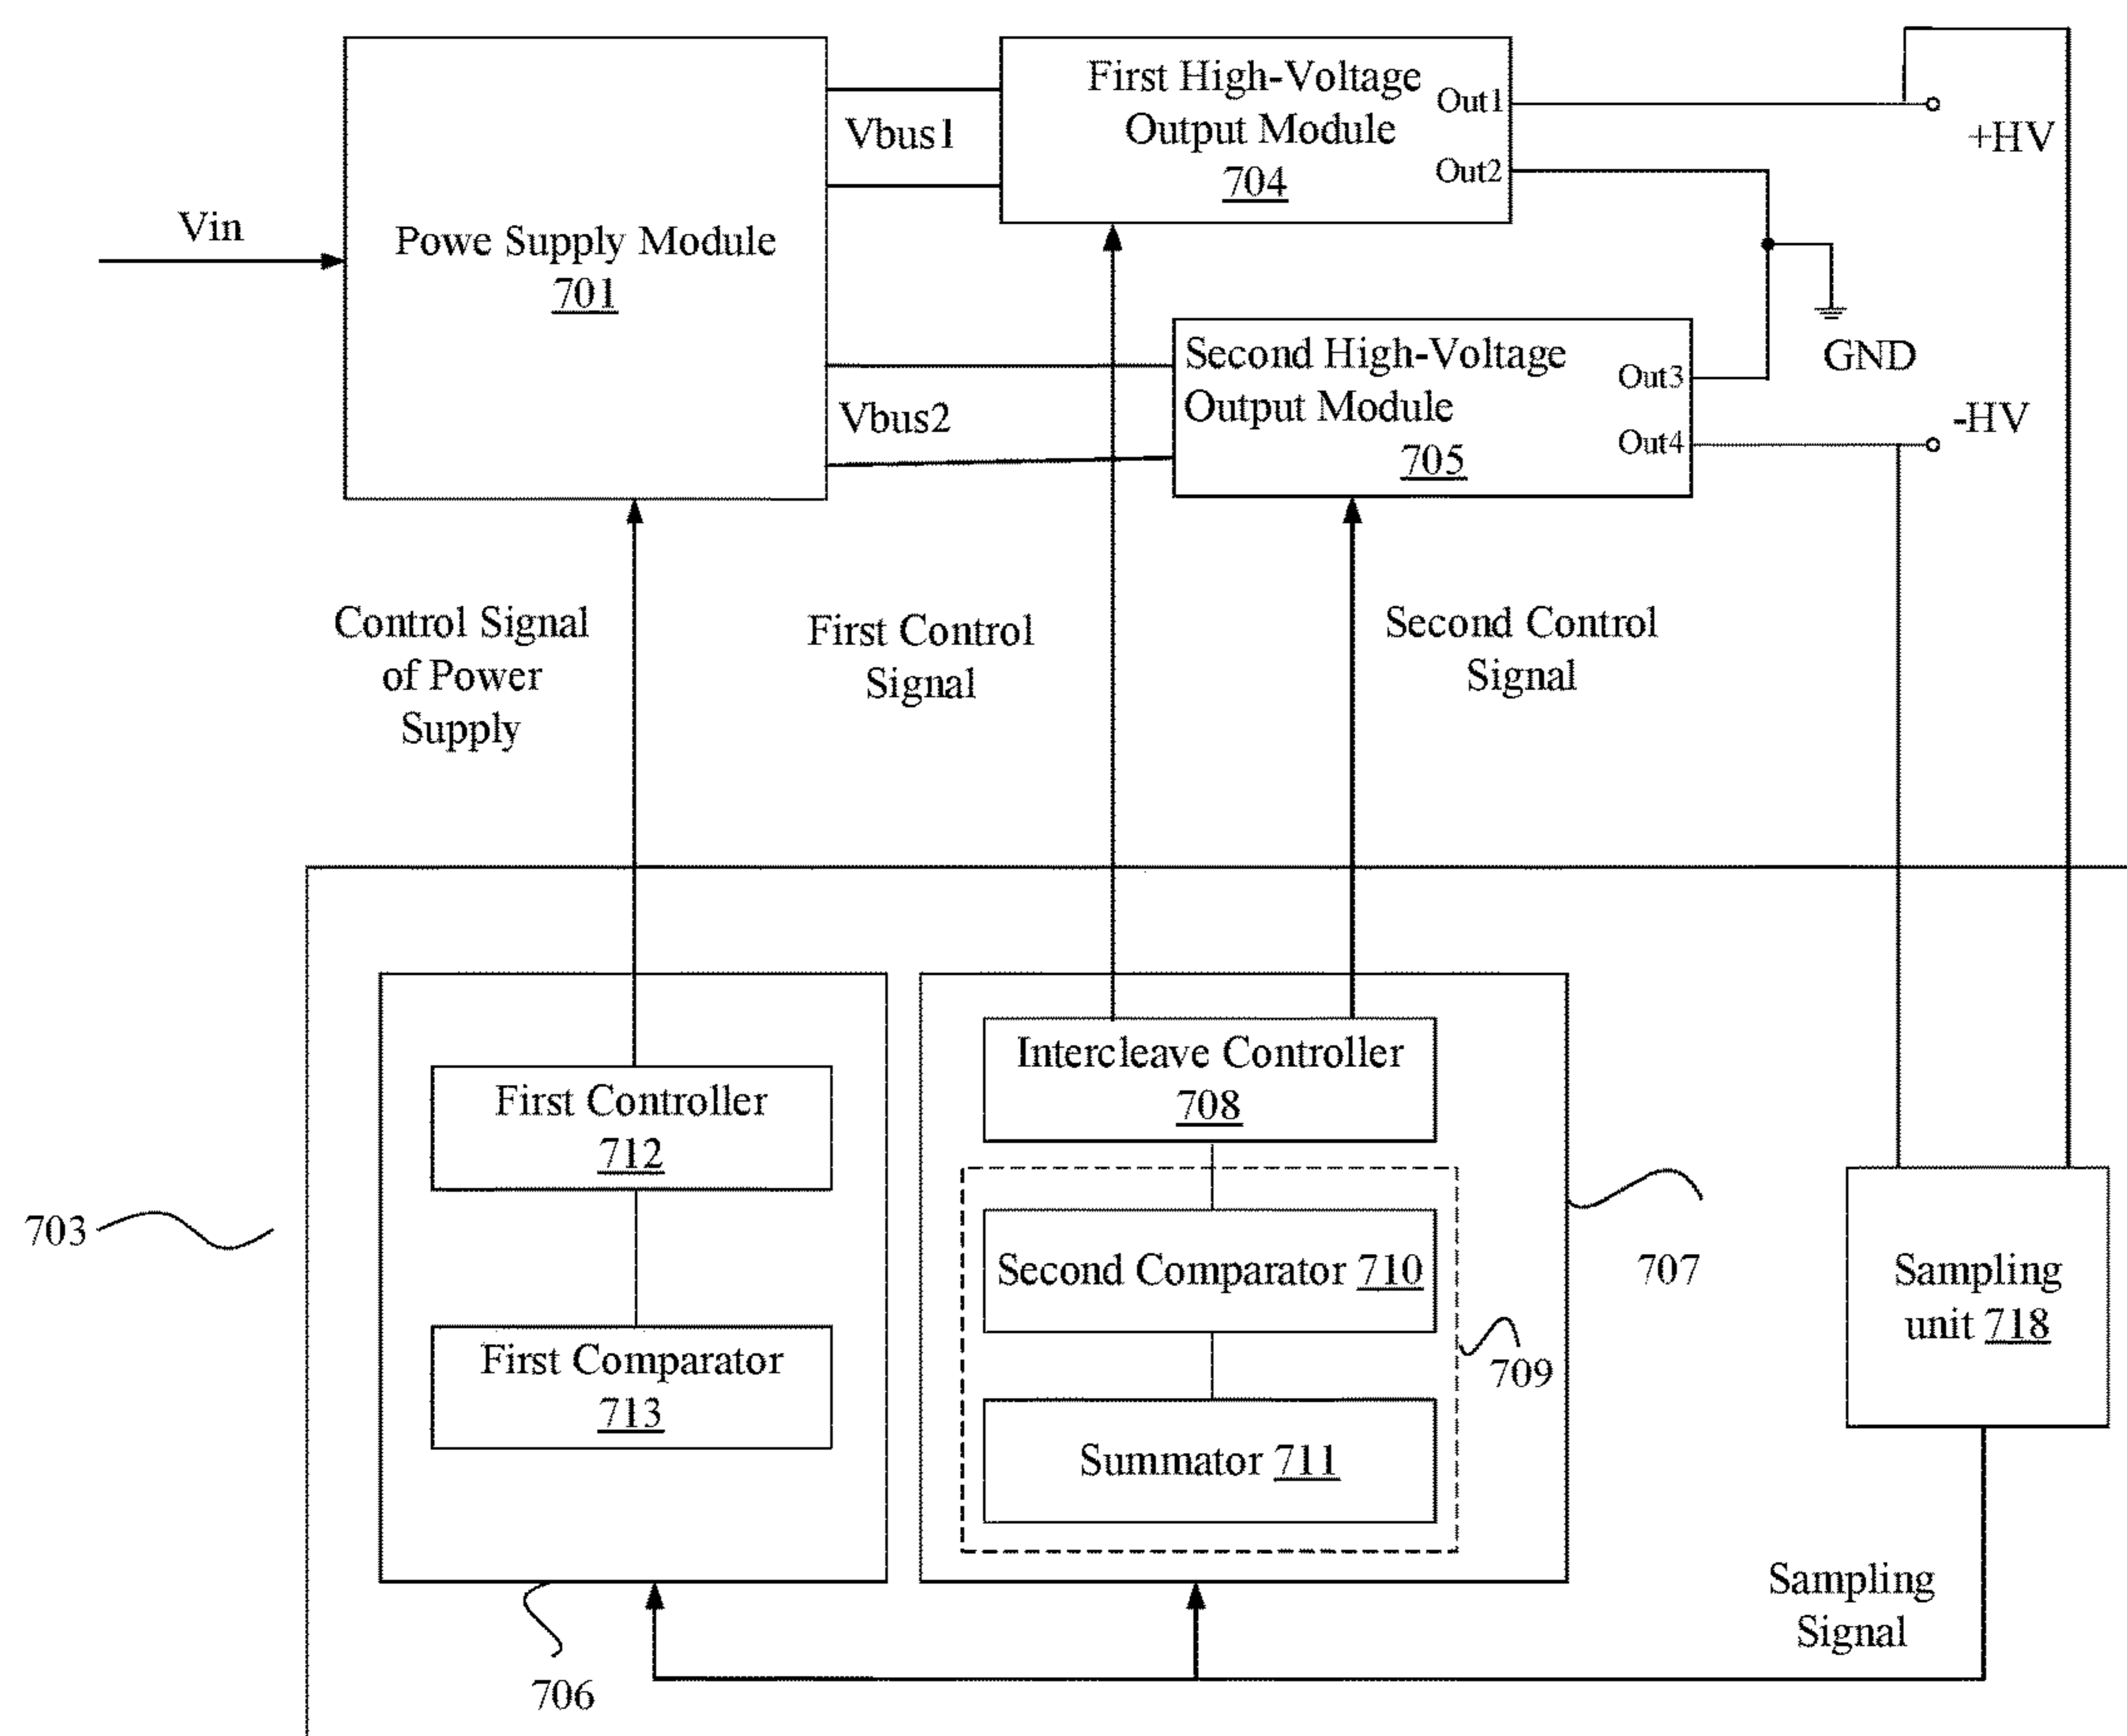 Vin
Powe Supply Module
701
Vbus1
Vbus2
First High-Voltage
Output Module
704
Out1
Out2
+HV
GND
Second High-Voltage
Output Module
705
Out3
Out4
-HV
Control Signal
of Power
Supply
First Control
Signal
Second Control
Signal
703
First Controller
712
First Comparator
713
706
Intercleave Controller
708
Second Comparator 710
Summator 711
709
707
Sampling
unit 718
Sampling
Signal